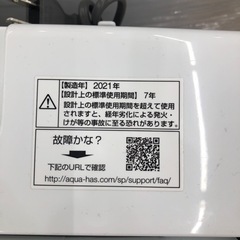 【製造年】2021年
【設計上の標準使用期間】7年
設計上の標準使用期間を超えて使用
されますと、経年劣化による発火・
けが等の事故に至る恐れがあります。
故障かな?
下記のURLで確認
http://aqua-has.com/sp/support/faq/